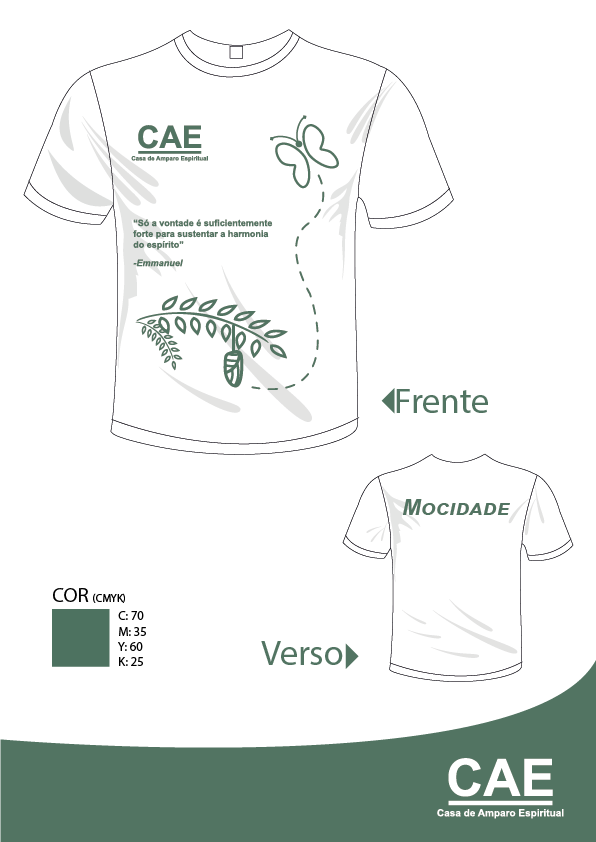 CAE
Casa de Amparo Espiritual
“Só a vontade é suficientemente
forte para sustentar a harmonia
do espírito”
-Emmanuel
Frente
MOCIDADE
COR (CMYK)
C: 70
M: 35
Y: 60
K: 25
Verso
CAE
Casa de Amparo Espiritual